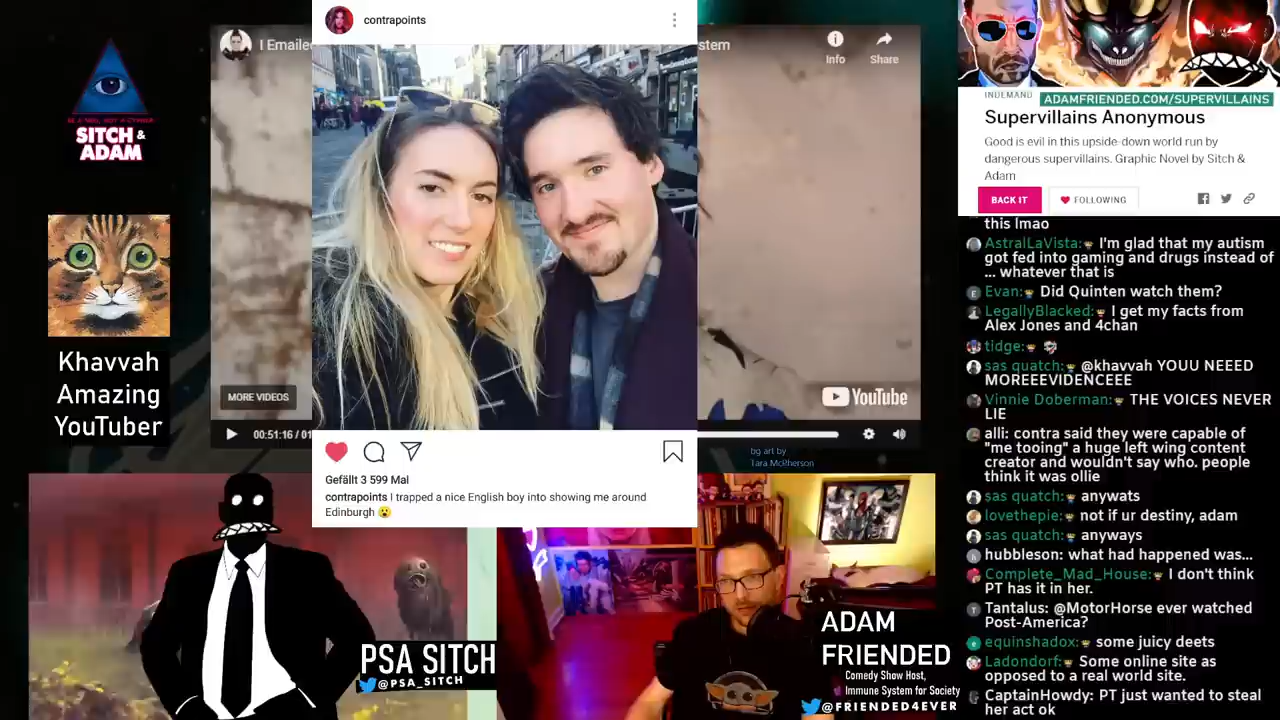 contrapoints
I Emailed
stem
Info
Share
SITCH &
ADAM
Khavvah
Amazing
YouTuber
MORE VIDEOS
YouTube
00:51:16 / 01
bg art by
Tara McPherson
Gefällt 3 599 Mal
contrapoints I trapped a nice English boy into showing me around
Edinburgh 😮
PSA SITCH
@PSA_SITCH
ADAM
FRIENDED
Comedy Show Host,
Immune System for Society
@FRIENDED4EVER
INDEMAND
ADAMFRIENDED.COM/SUPERVILLAINS
Supervillains Anonymous
Good is evil in this upside-down world run by
dangerous supervillains. Graphic Novel by Sitch &
Adam
BACK IT
FOLLOWING
this lmao
AstralLaVista: I'm glad that my autism
got fed into gaming and drugs instead of
... whatever that is
Evan: Did Quinten watch them?
LegallyBlacked: I get my facts from
Alex Jones and 4chan
tidge:
sas quatch: @khavvah YOUU NEEED
MOREEEVIDENCEEE
Vinnie Doberman: THE VOICES NEVER
LIE
alli: contra said they were capable of
"me tooing" a huge left wing content
creator and wouldn't say who. people
think it was ollie
sas quatch: anywats
lovethepie: not if ur destiny, adam
sas quatch: anyways
hubbleson: what had happened was...
Complete_Mad_House: I don't think
PT has it in her.
Tantalus: @MotorHorse ever watched
Post-America?
equinshadox: some juicy deets
Ladondorf: Some online site as
opposed to a real world site.
CaptainHowdy: PT just wanted to steal
her act ok